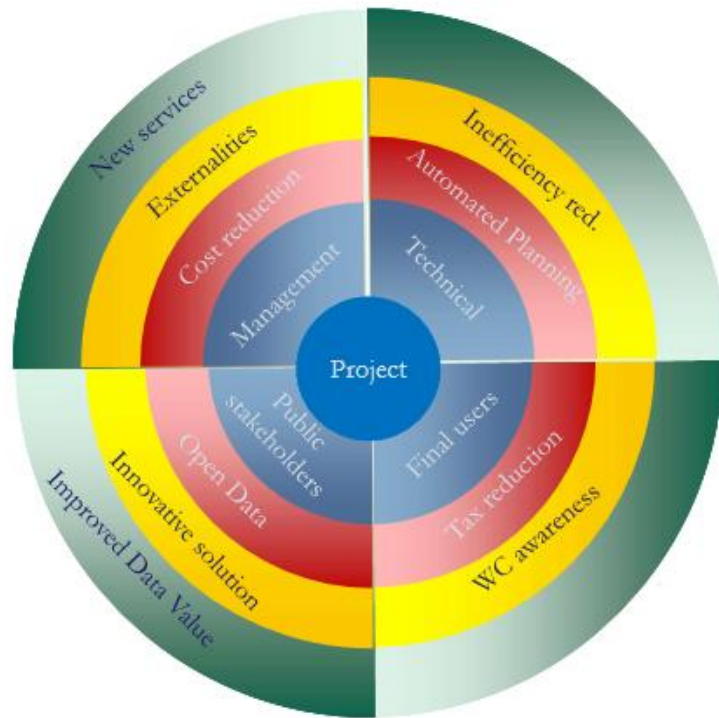 New services
Externalities
Cost reduction
Management
Inefficiency red.
Automated Planning
Technical
Project
Public
stakeholders
Open Data
Innovative solution
Improved Data Value
Final users
Tax reduction
WC awareness